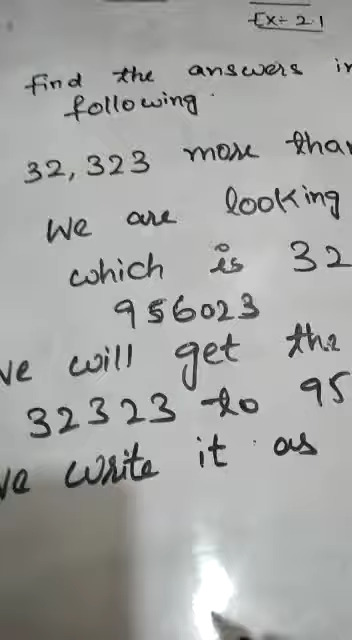 Ex- 2.1
find the answers in
following.
32,323 more than
We are looking
which is 32
956023
we will get the
32323 to 95
we write it as